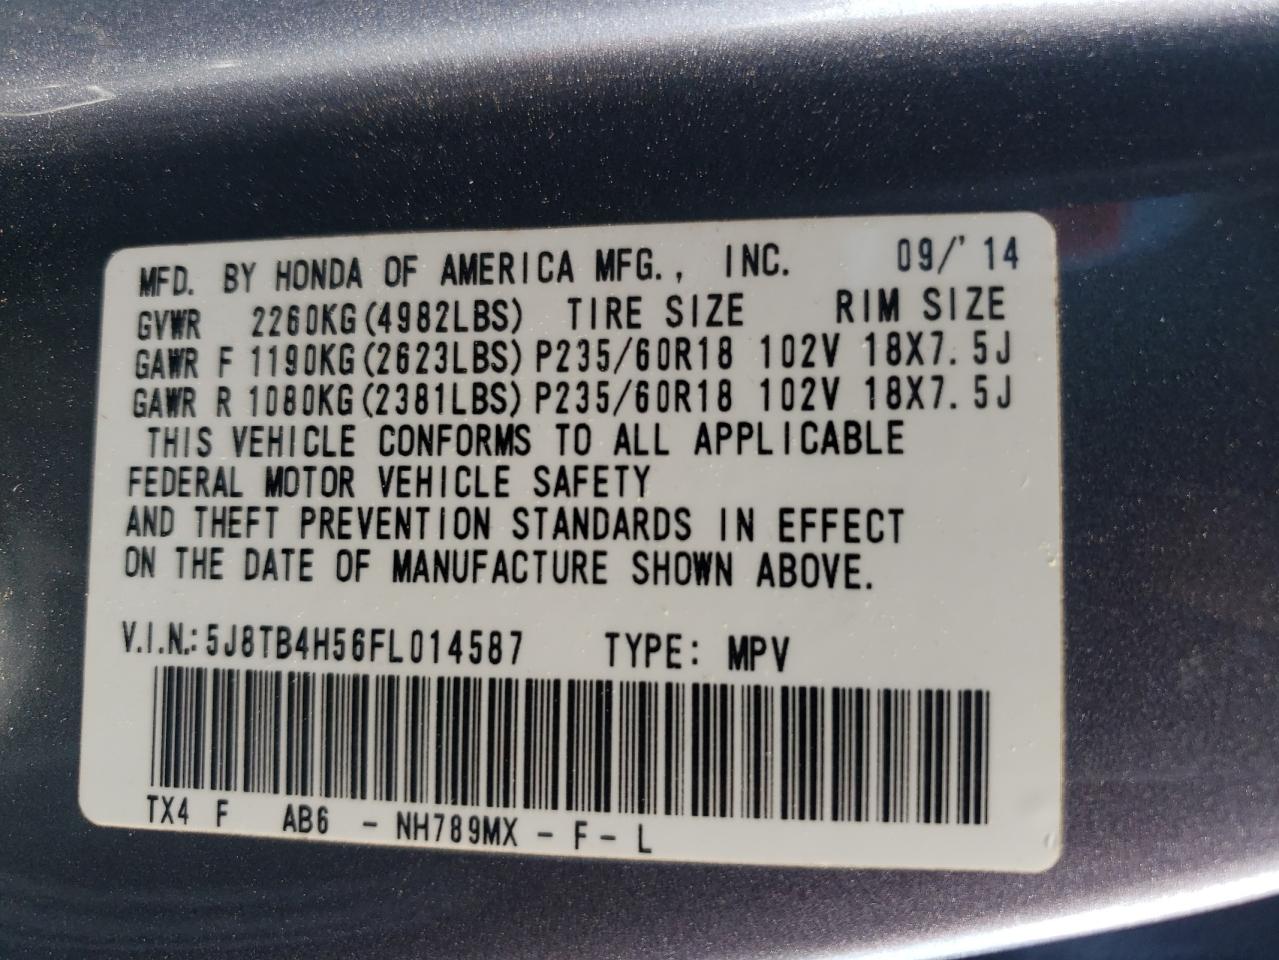 MFD. BY HONDA OF AMERICA MFG., INC. 09/'14
GVWR 2260KG(4982LBS) TIRE SIZE RIM SIZE
GAWR F 1190KG(2623LBS) P235/60R18 102V 18X7.5J
GAWR R 1080KG(2381LBS) P235/60R18 102V 18X7.5J
THIS VEHICLE CONFORMS TO ALL APPLICABLE
FEDERAL MOTOR VEHICLE SAFETY
AND THEFT PREVENTION STANDARDS IN EFFECT
ON THE DATE OF MANUFACTURE SHOWN ABOVE.
V.I.N.: 5J8TB4H56FL014587 TYPE: MPV
TX4 F AB6 - NH789MX - F - L